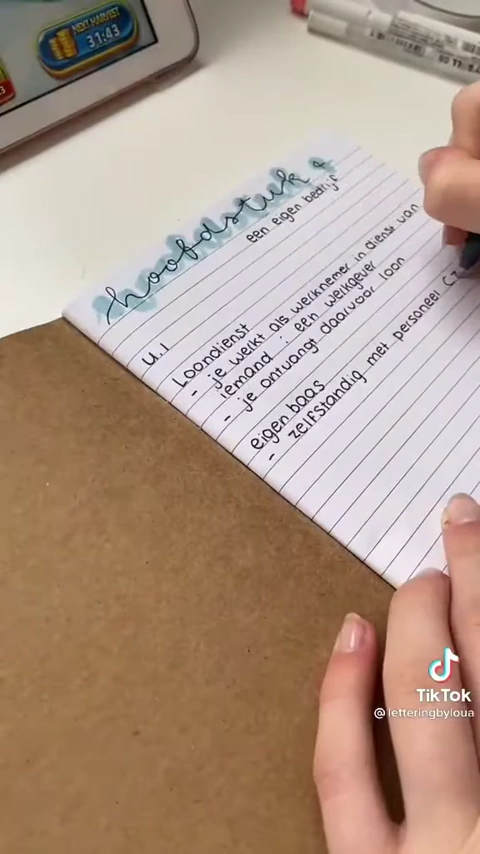 NEXT HARVEST
31:43
hoofdstuk 4
een eigen bedrijf
4.1
Loondienst
- je werkt als werknemer in dienst van
iemand : een werkgever
- je ontvangt daarvoor loon
eigen baas
- zelfstandig met personeel (z
TikTok
@letteringbyloua